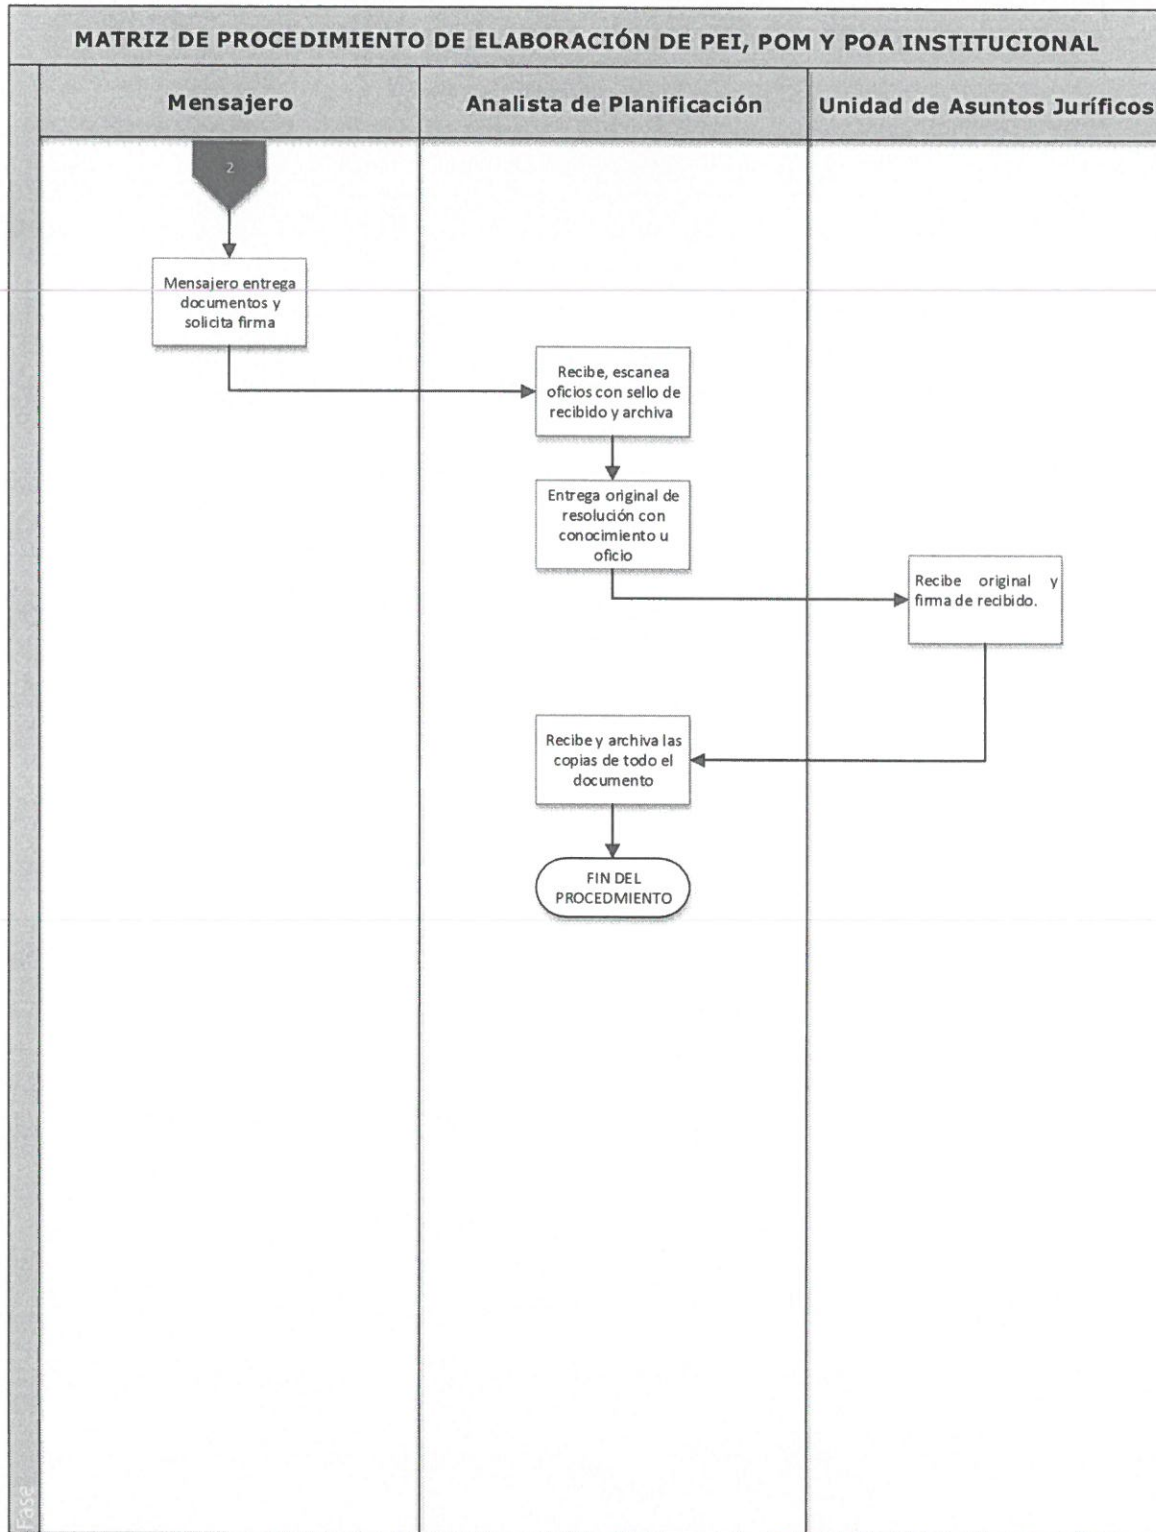 MATRIZ DE PROCEDIMIENTO DE ELABORACIÓN DE PEI, POM Y POA INSTITUCIONAL
Mensajero
Analista de Planificación
Unidad de Asuntos Juríficos
2
Mensajero entrega
documentos y
solicita firma
Recibe, escanea
oficios con sello de
recibido y archiva
Entrega original de
resolución con
conocimiento u
oficio
Recibe original y
firma de recibido.
Recibe y archiva las
copias de todo el
documento
FIN DEL
PROCEDMIENTO
Fase